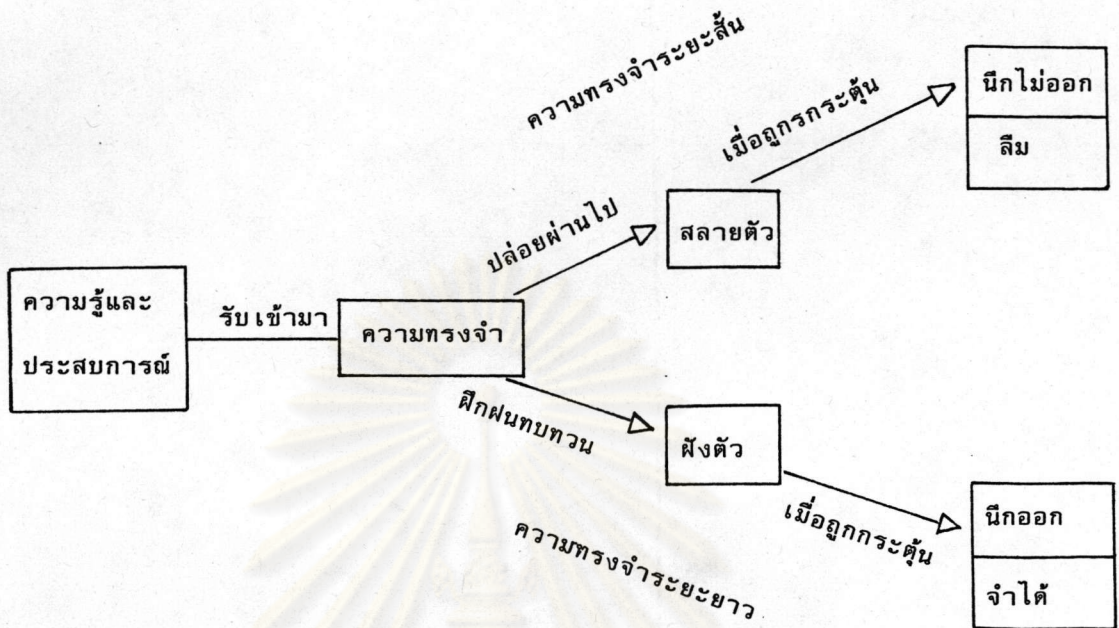 ความทรงจำระยะสั้น
เมื่อถูกรกระตุ้น
นึกไม่ออก
ลืม
ปล่อยผ่านไป
สลายตัว
ความรู้และ
ประสบการณ์
รับเข้ามา
ความทรงจำ
ฝึกฝนทบทวน
ฝังตัว
เมื่อถูกกระตุ้น
นึกออก
จำได้
ความทรงจำระยะยาว